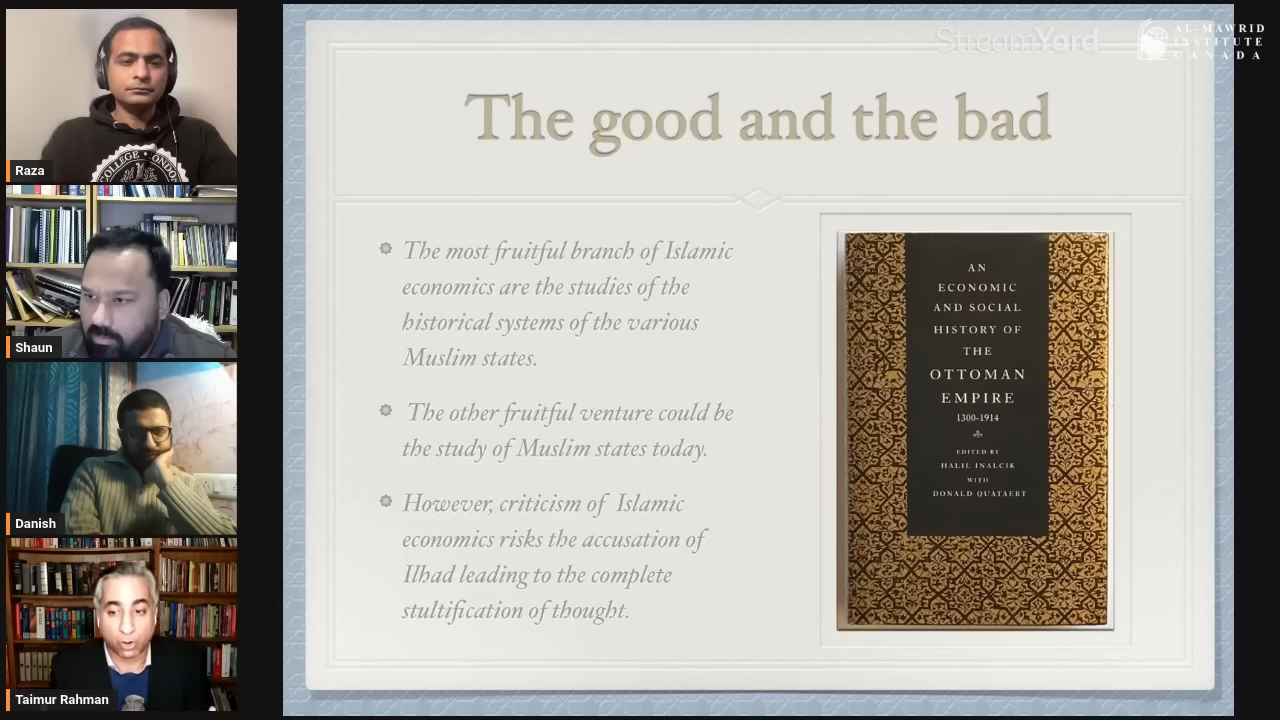 StreamYard
AL-MAWRID
INSTITUTE
CANADA
Raza
COLLEGE
Shaun
Danish
Taimur Rahman
The good and the bad
The most fruitful branch of Islamic
economics are the studies of the
historical systems of the various
Muslim states.
The other fruitful venture could be
the study of Muslim states today.
However, criticism of Islamic
economics risks the accusation of
Ilhad leading to the complete
stultification of thought.
AN
ECONOMIC
AND SOCIAL
HISTORY OF
THE
OTTOMAN
EMPIRE
1300-1914
EDITED BY
HALIL INALCIK
WITH
DONALD QUATAERT